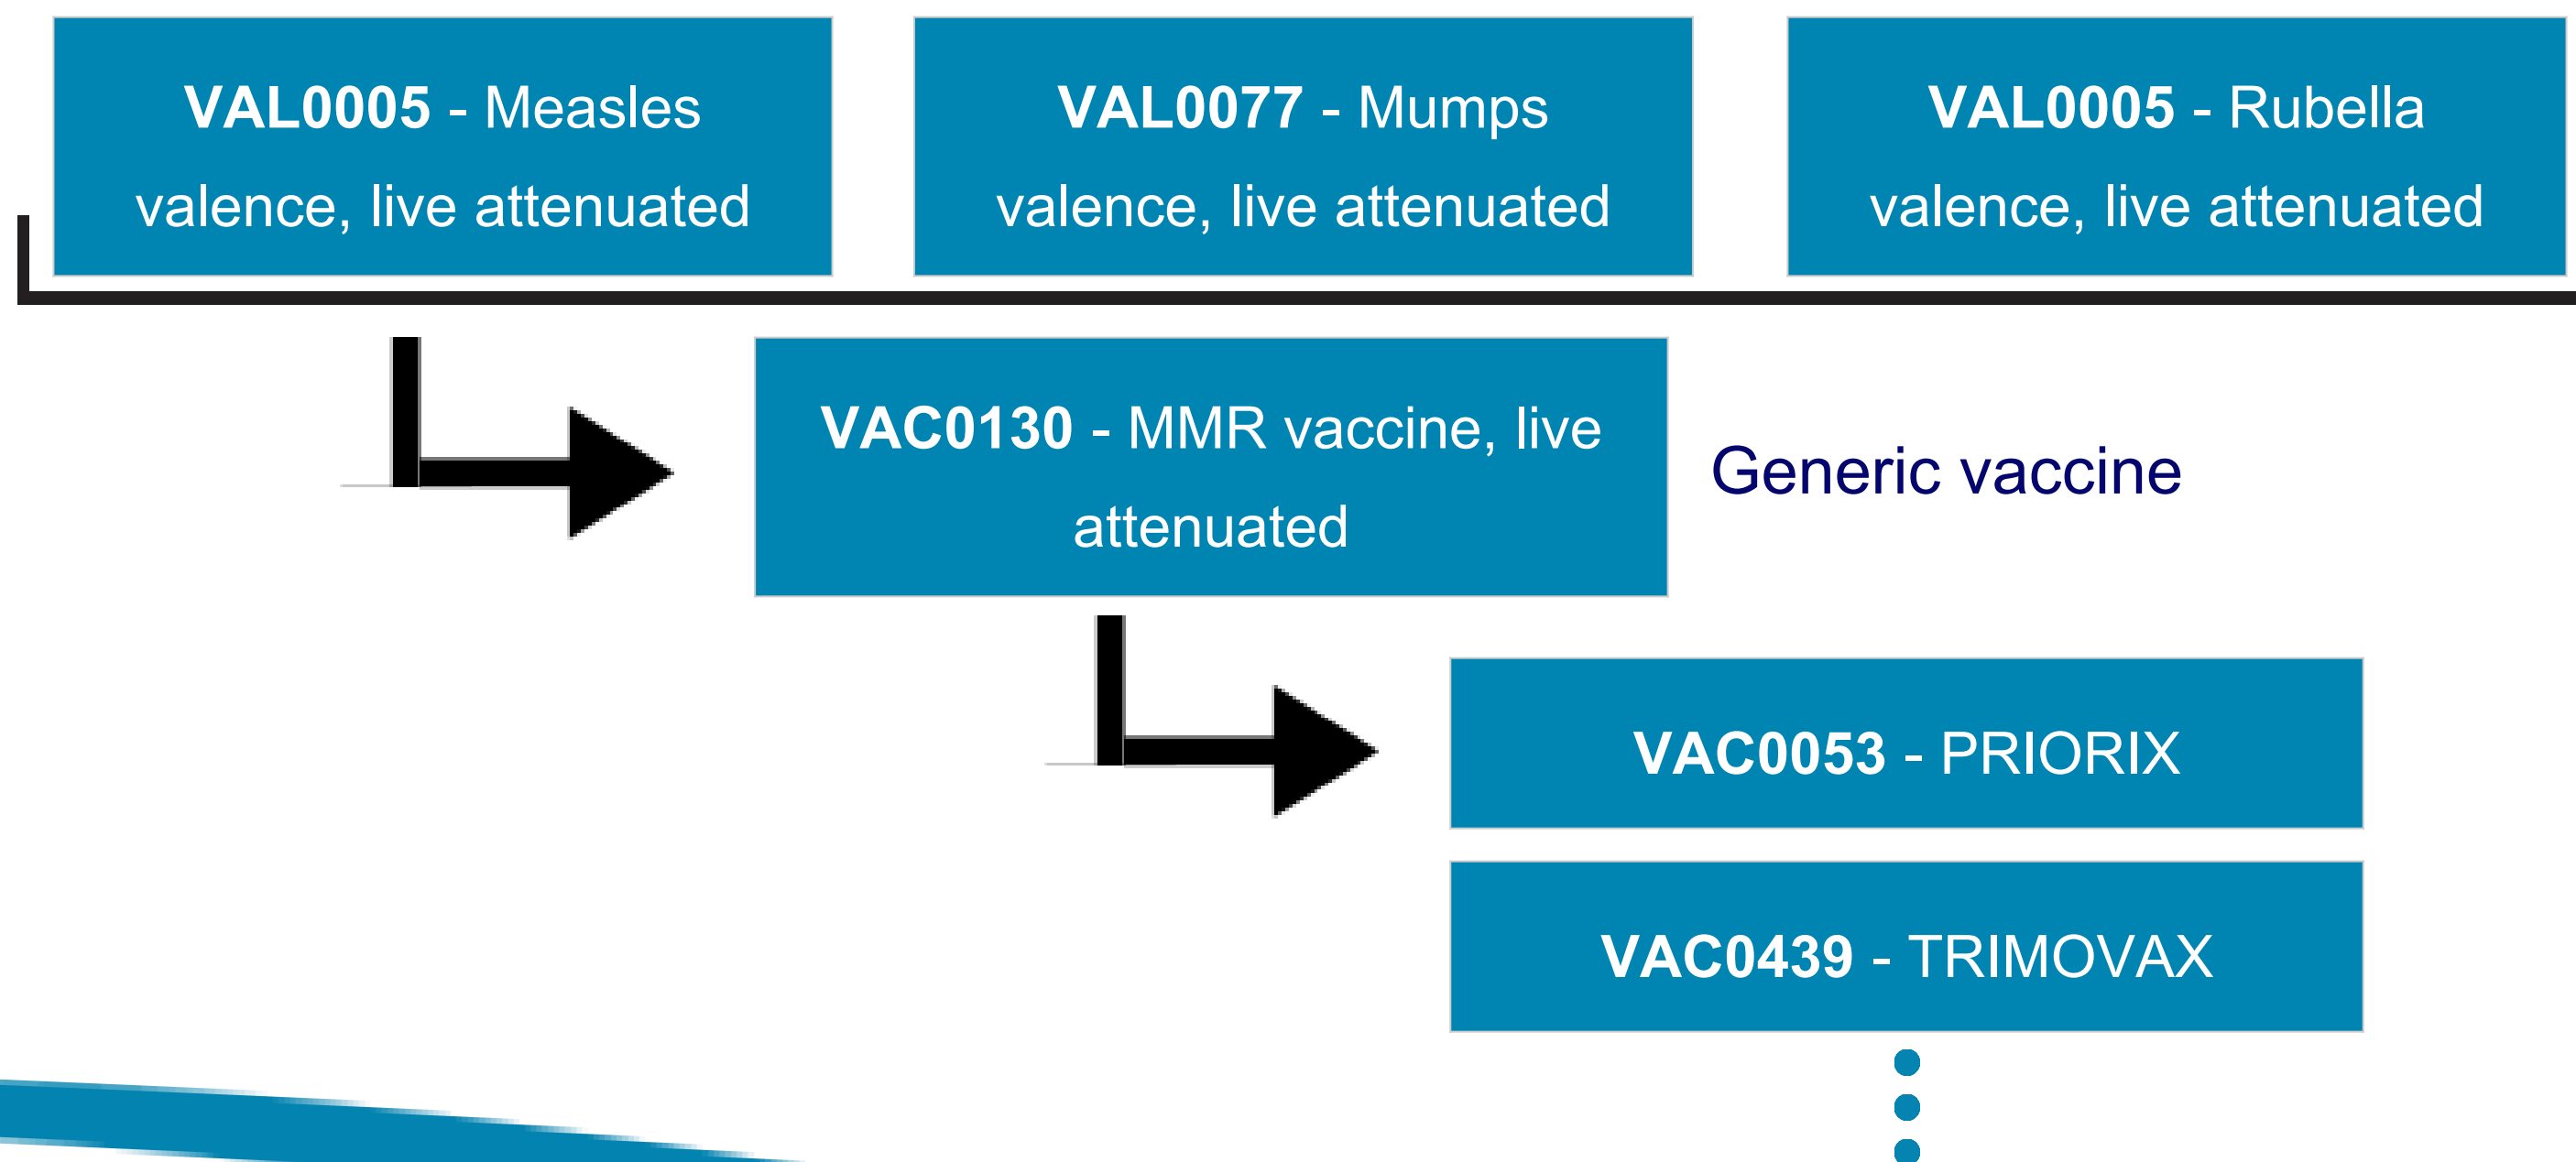 VAL0005 - Measles
valence, live attenuated
VAL0077 - Mumps
valence, live attenuated
VAL0005 - Rubella
valence, live attenuated
VAC0130 - MMR vaccine, live
attenuated
Generic vaccine
VAC0053 - PRIORIX
VAC0439 - TRIMOVAX